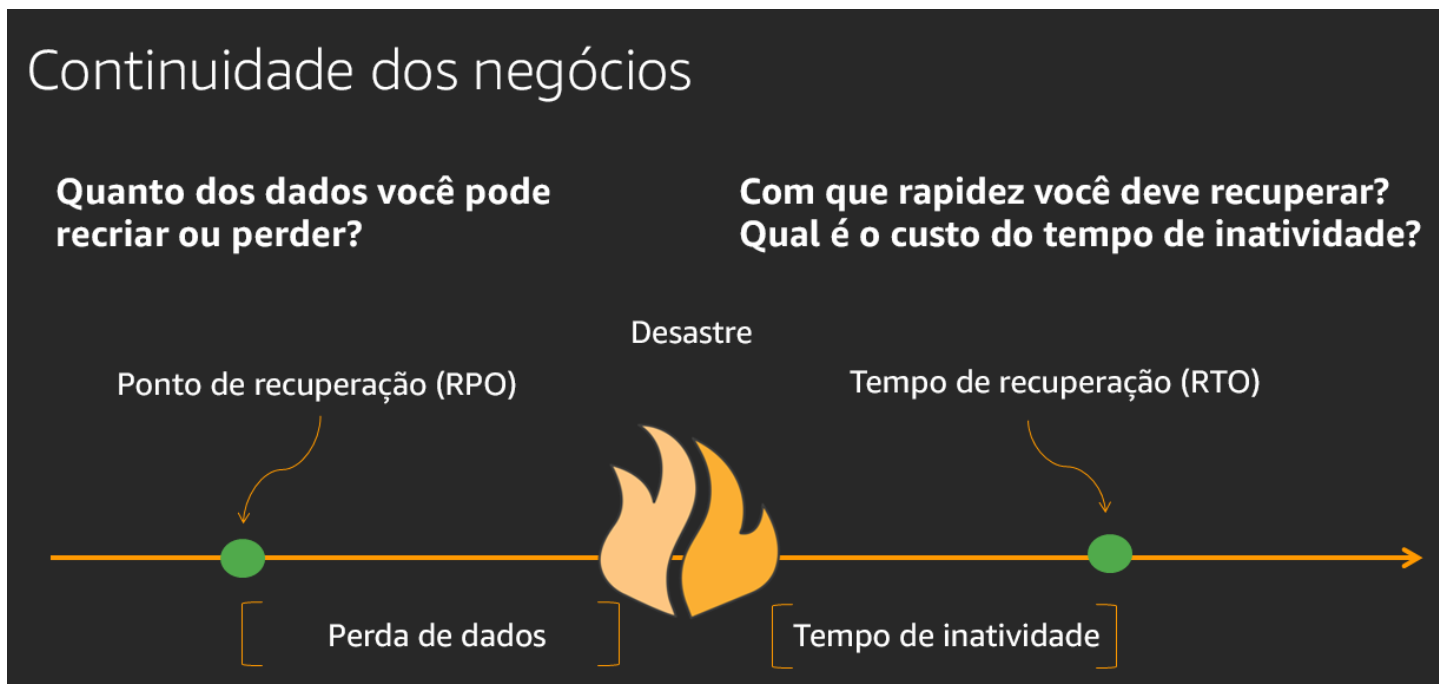 Continuidade dos negócios
Quanto dos dados você pode
recriar ou perder?
Com que rapidez você deve recuperar?
Qual é o custo do tempo de inatividade?
Desastre
Ponto de recuperação (RPO)
Tempo de recuperação (RTO)
Perda de dados
Tempo de inatividade